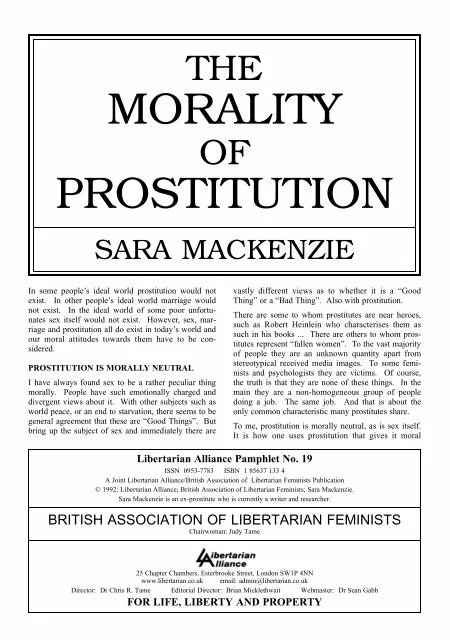 THE
MORALITY
OF
PROSTITUTION
SARA MACKENZIE
In some people's ideal world prostitution would not
exist. In other people's ideal world marriage would
not exist. In the ideal world of some poor unfortu-
nates sex itself would not exist. However, sex, mar-
riage and prostitution all do exist in today's world and
our moral attitudes towards them have to be con-
sidered.
PROSTITUTION IS MORALLY NEUTRAL
I have always found sex to be a rather peculiar thing
morally. People have such emotionally charged and
divergent views about it. With other subjects such as
world peace, or an end to starvation, there seems to be
general agreement that these are “Good Things”. But
bring up the subject of sex and immediately there are
vastly different views as to whether it is a “Good
Thing” or a “Bad Thing”. Also with prostitution.
There are some to whom prostitutes are near heroes,
such as Robert Heinlein who characterises them as
such in his books ... There are others to whom pros-
titutes represent “fallen women”. To the vast majority
of people they are an unknown quantity apart from
stereotypical received media images. To some femi-
nists and psychologists they are victims. Of course,
the truth is that they are none of these things. In the
main they are a non-homogeneous group of people
doing a job. The same job. And that is about the
only common characteristic many prostitutes share.
To me, prostitution is morally neutral, as is sex itself.
It is how one uses prostitution that gives it moral
Libertarian Alliance Pamphlet No. 19
ISSN 0953-7783 ISBN 1 85637 133 4
A Joint Libertarian Alliance/British Association of Libertarian Feminists Publication
© 1992: Libertarian Alliance; British Association of Libertarian Feminists; Sara Mackenzie.
Sara Mackenzie is an ex-prostitute who is currently a writer and researcher.
BRITISH ASSOCIATION OF LIBERTARIAN FEMINISTS
Chairwoman: Judy Tame
Libertarian
Alliance
25 Chapter Chambers, Esterbrooke Street, London SW1P 4NN
www.libertarian.co.uk email: admin@libertarian.co.uk
Director: Dr Chris R. Tame Editorial Director: Brian Micklethwait Webmaster: Dr Sean Gabb
FOR LIFE, LIBERTY AND PROPERTY